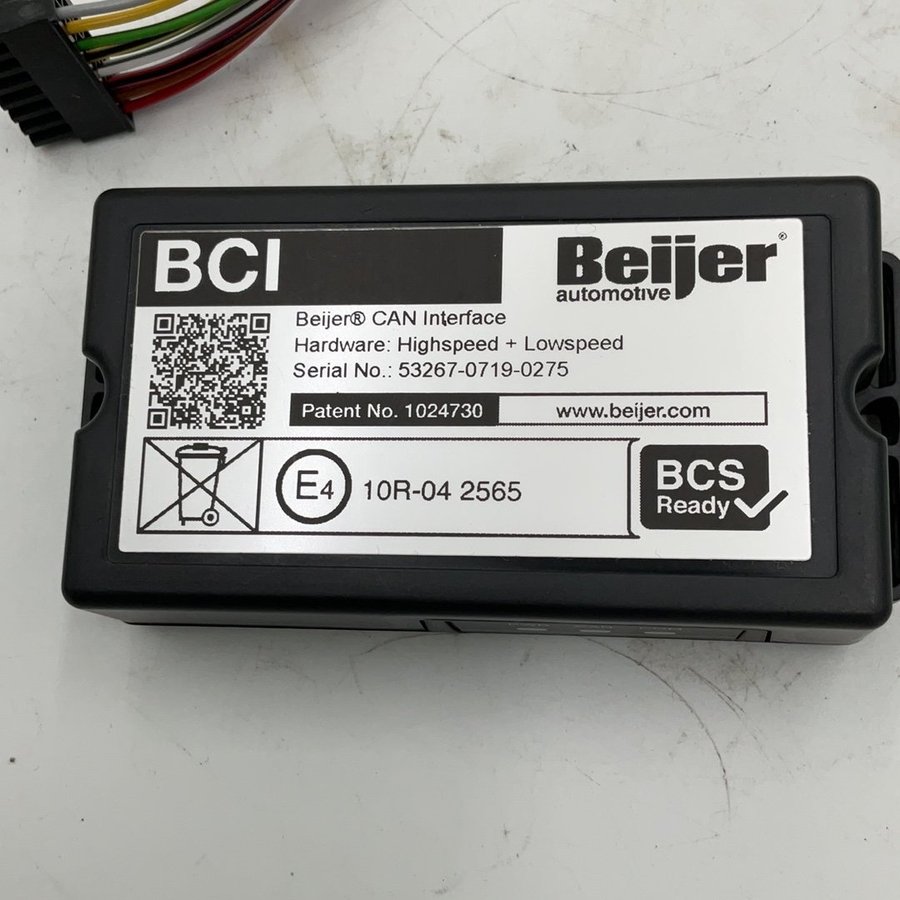 BCI
Beijer®
automotive
Beijer® CAN Interface
Hardware: Highspeed + Lowspeed
Serial No.: 53267-0719-0275
Patent No. 1024730
www.beijer.com
E4
10R-04 2565
BCS
Ready